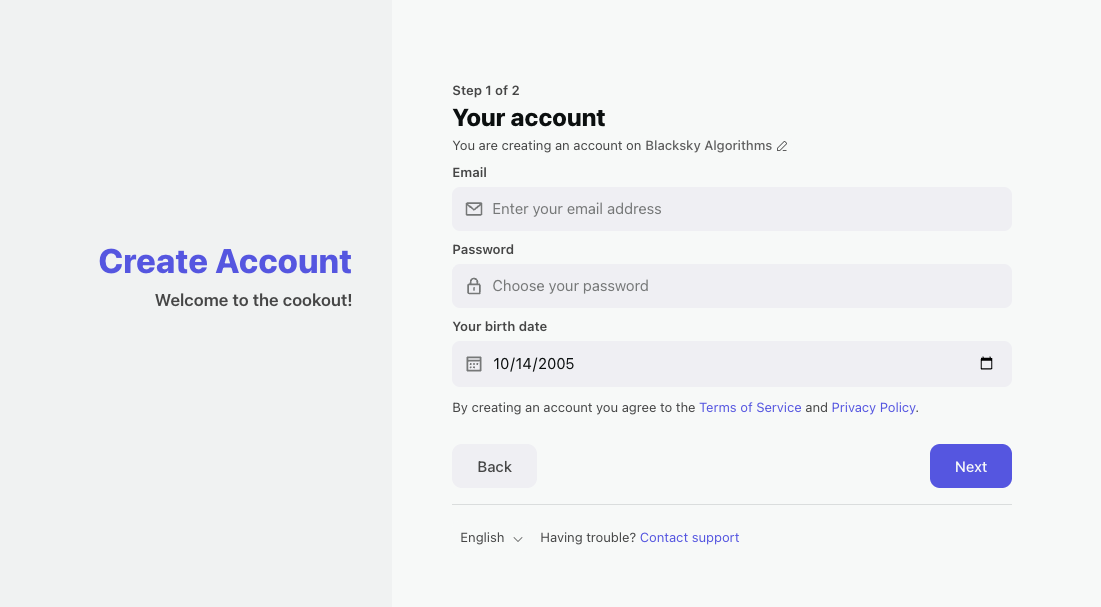 Create Account
Welcome to the cookout!
Step 1 of 2
Your account
You are creating an account on Blacksky Algorithms
Email
Enter your email address
Password
Choose your password
Your birth date
10/14/2005
By creating an account you agree to the Terms of Service and Privacy Policy.
Back
Next
English
Having trouble? Contact support